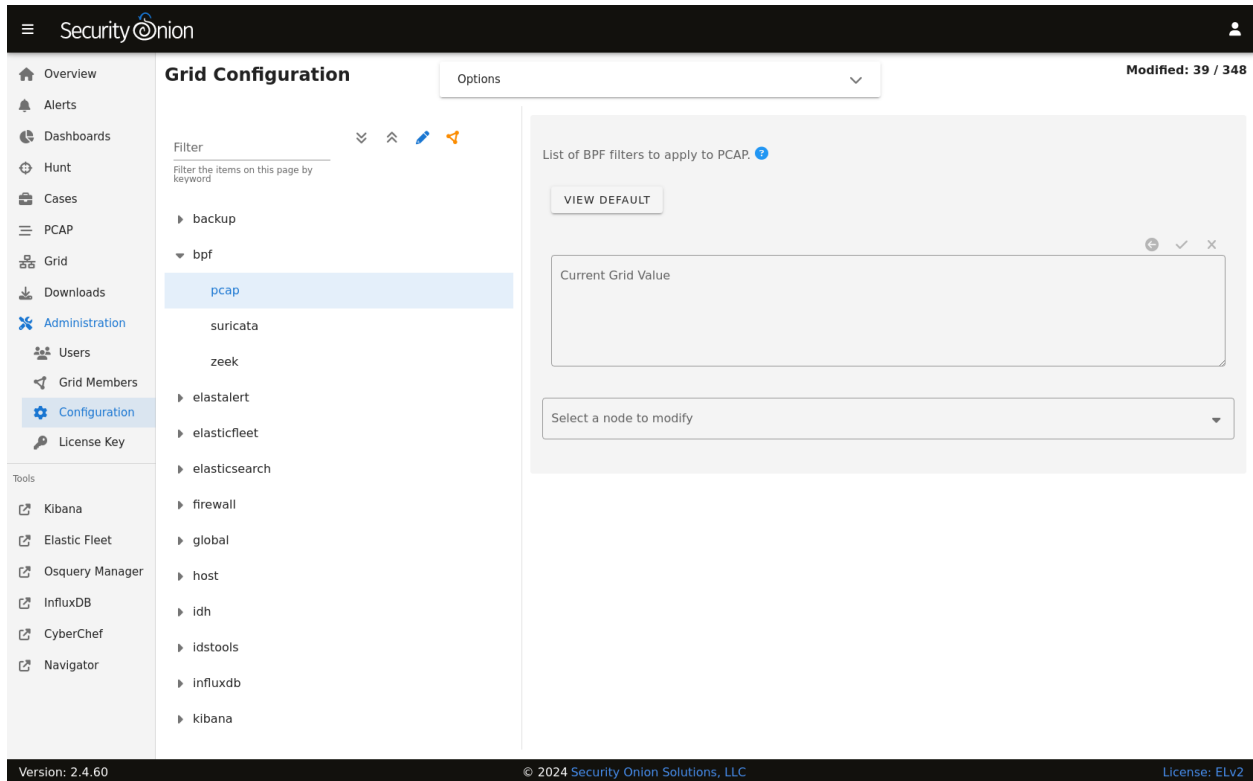 Security Onion
Overview
Alerts
Dashboards
Hunt
Cases
PCAP
Grid
Downloads
Administration
Users
Grid Members
Configuration
License Key
Tools
Kibana
Elastic Fleet
Osquery Manager
InfluxDB
CyberChef
Navigator
Grid Configuration
Options
Modified: 39 / 348
Filter
Filter the items on this page by
keyword
backup
bpf
pcap
suricata
zeek
elastalert
elasticfleet
elasticsearch
firewall
global
host
idh
idstools
influxdb
kibana
List of BPF filters to apply to PCAP. ?
VIEW DEFAULT
Current Grid Value
Select a node to modify
Version: 2.4.60
© 2024 Security Onion Solutions, LLC
License: ELv2